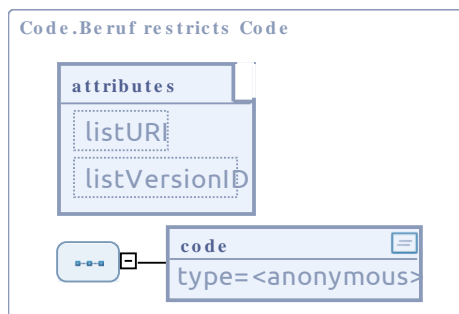 Code.Beruf restricts Code
attributes
listURI
listVersionID
code
type=<anonymous>